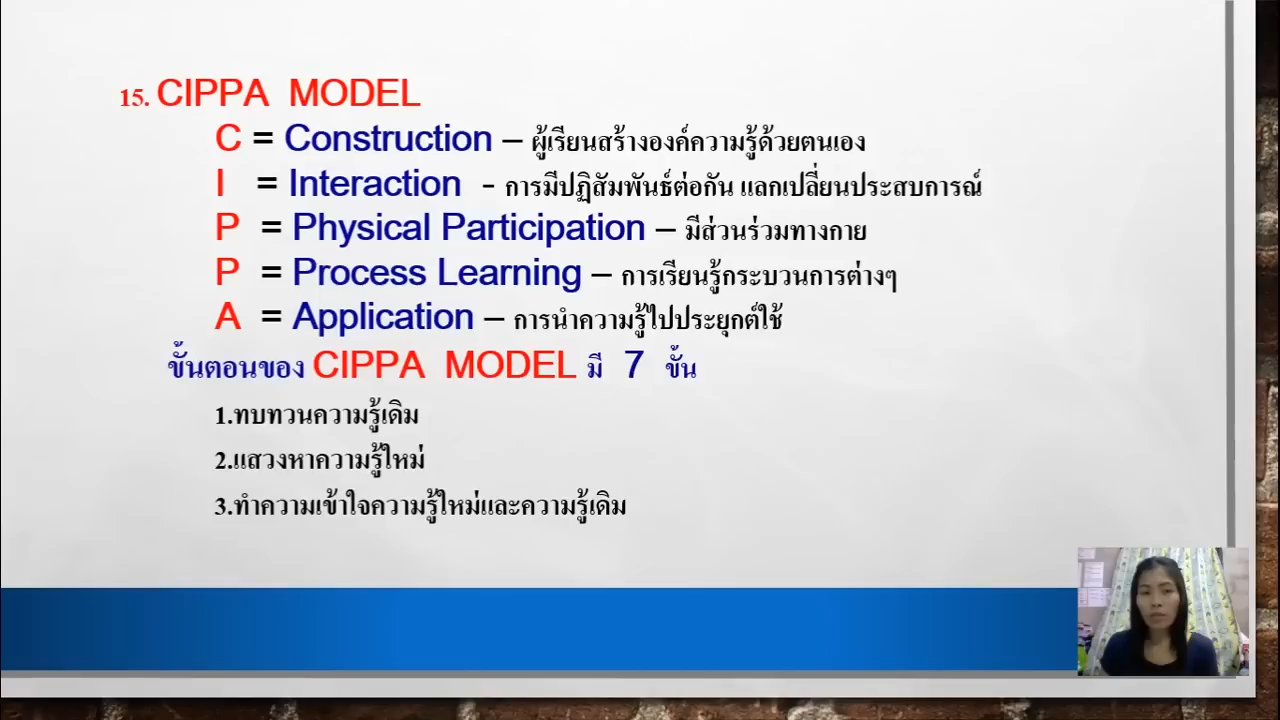 15. CIPPA MODEL
C = Construction – ผู้เรียนสร้างองค์ความรู้ด้วยตนเอง
I = Interaction - การมีปฏิสัมพันธ์ต่อกัน แลกเปลี่ยนประสบการณ์
P = Physical Participation – มีส่วนร่วมทางกาย
P = Process Learning – การเรียนรู้กระบวนการต่างๆ
A = Application – การนำความรู้ไปประยุกต์ใช้
ขั้นตอนของ CIPPA MODEL มี 7 ขั้น
1.ทบทวนความรู้เดิม
2.แสวงหาความรู้ใหม่
3.ทำความเข้าใจความรู้ใหม่และความรู้เดิม